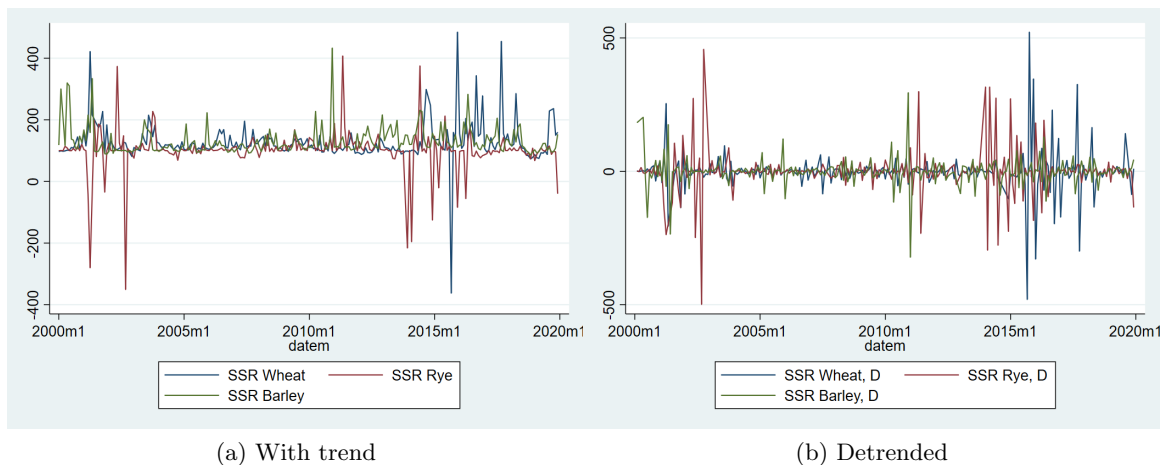 400
200
0
-200
-400
2000m1 2005m1 2010m1 2015m1 2020m1
datem
SSR Wheat SSR Rye
SSR Barley
(a) With trend
500
0
-500
2000m1 2005m1 2010m1 2015m1 2020m1
datem
SSR Wheat, D SSR Rye, D
SSR Barley, D
(b) Detrended